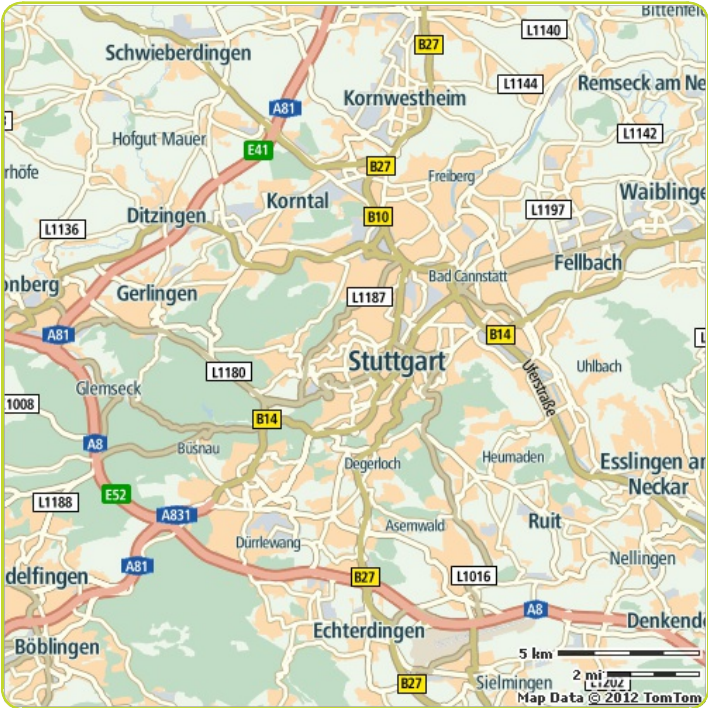 Bittenfel
L1140
B27
Schwieberdingen
L1144
Remseck am Ne
Kornwestheim
A81
L1142
Hofgut Mauer
E41
B27
rhöfe
Freiberg
Waiblinge
Korntal
L1197
Ditzingen
B10
L1136
Fellbach
Bad Cannstatt
onberg
Gerlingen
L1187
A81
B14
Stuttgart
Uhlbach
L1180
Glemseck
Uferstraße
L1008
B14
A8
Büsnau
Degerloch
Heumaden
Esslingen am
Neckar
E52
L1188
A831
Ruit
Asemwald
Dürrlewang
Nellingen
A81
delfingen
B27
L1016
A8
Denkend
Echterdingen
Böblingen
5 km
2 mi
B27
Sielmingen
L1202
Map Data © 2012 TomTom